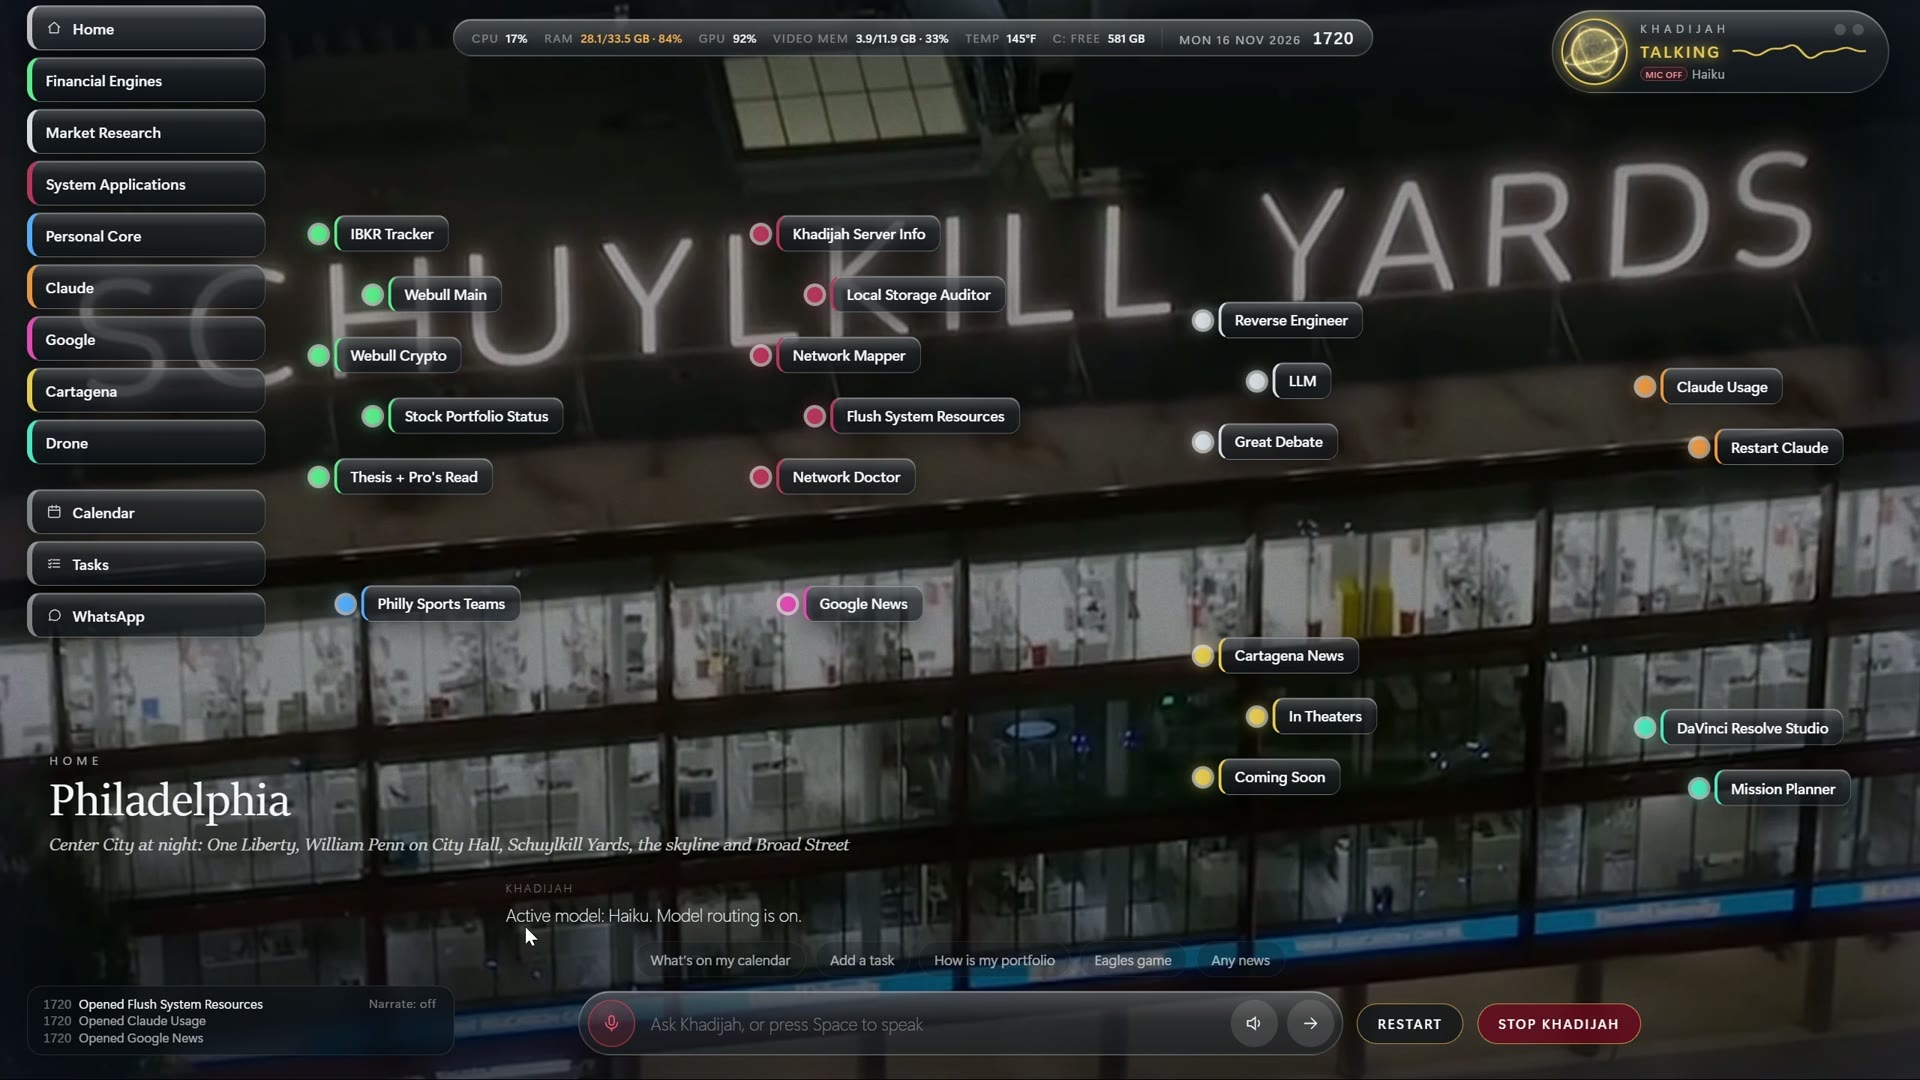 Home
Financial Engines
Market Research
System Applications
Personal Core
Claude
Google
Cartagena
Drone
Calendar
Tasks
WhatsApp
CPU 17% RAM 28.1/33.5 GB · 84% GPU 92% VIDEO MEM 3.9/11.9 GB · 33% TEMP 145°F C: FREE 581 GB MON 16 NOV 2026 1720
KHADIJAH
TALKING
MIC OFF Haiku
SCHUYLKILL YARDS
IBKR Tracker
Webull Main
Webull Crypto
Stock Portfolio Status
Thesis + Pro's Read
Khadijah Server Info
Local Storage Auditor
Network Mapper
Flush System Resources
Network Doctor
Reverse Engineer
LLM
Great Debate
Claude Usage
Restart Claude
Philly Sports Teams
Google News
Cartagena News
In Theaters
Coming Soon
DaVinci Resolve Studio
Mission Planner
HOME
Philadelphia
Center City at night: One Liberty, William Penn on City Hall, Schuylkill Yards, the skyline and Broad Street
KHADIJAH
Active model: Haiku. Model routing is on.
What's on my calendar
Add a task
How is my portfolio
Eagles game
Any news
1720 Opened Flush System Resources Narrate: off
1720 Opened Claude Usage
1720 Opened Google News
Ask Khadijah, or press Space to speak
RESTART
STOP KHADIJAH